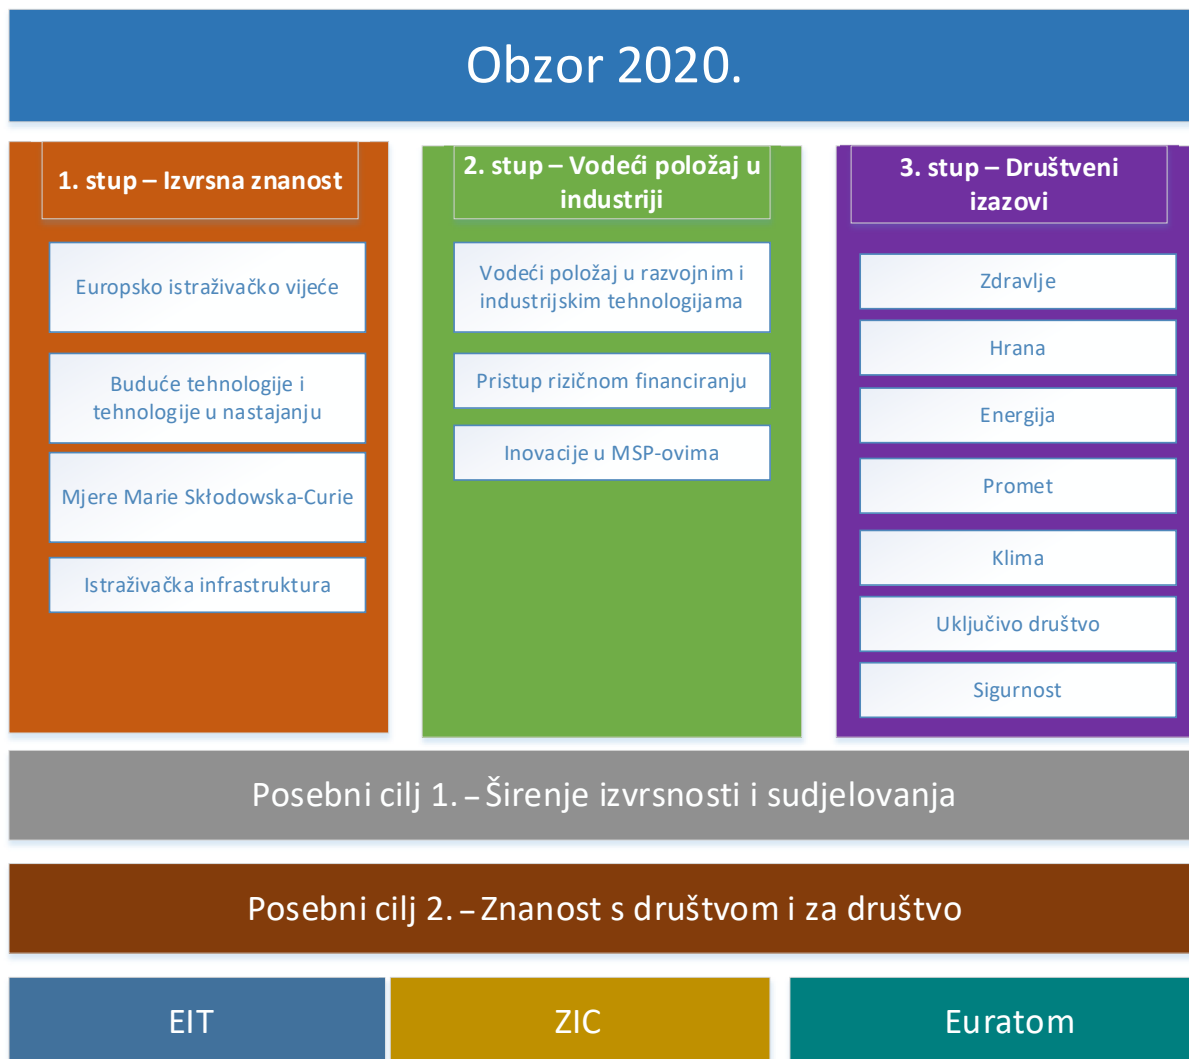 Obzor 2020.
1. stup – Izvrsna znanost
Europsko istraživačko vijeće
Buduće tehnologije i
tehnologije u nastajanju
Mjere Marie Skłodowska-Curie
Istraživačka infrastruktura
2. stup – Vodeći položaj u
industriji
Vodeći položaj u razvojnim i
industrijskim tehnologijama
Pristup rizičnom financiranju
Inovacije u MSP-ovima
3. stup – Društveni
izazovi
Zdravlje
Hrana
Energija
Promet
Klima
Uključivo društvo
Sigurnost
Posebni cilj 1. – Širenje izvrsnosti i sudjelovanja
Posebni cilj 2. – Znanost s društvom i za društvo
EIT
ZIC
Euratom